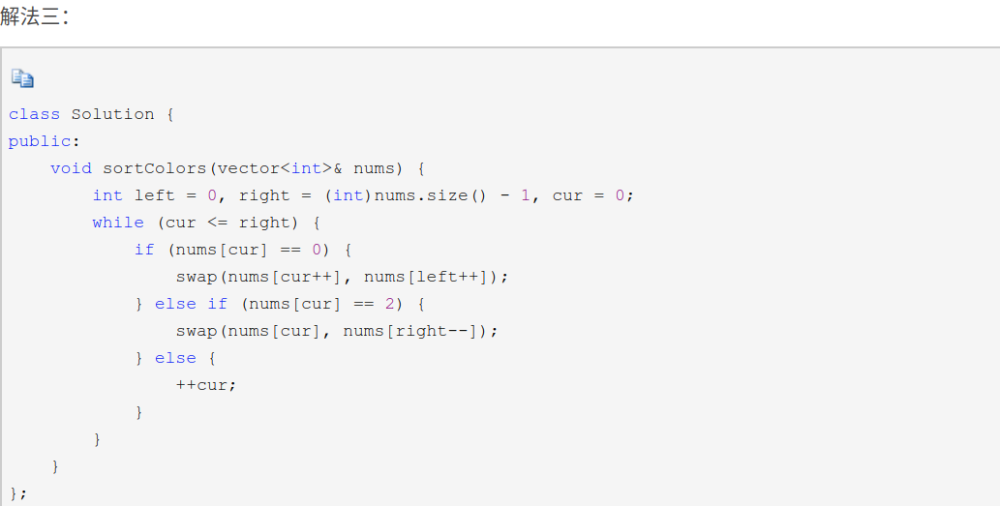 解法三：
class Solution {
public:
    void sortColors(vector<int>& nums) {
        int left = 0, right = (int)nums.size() - 1, cur = 0;
        while (cur <= right) {
            if (nums[cur] == 0) {
                swap(nums[cur++], nums[left++]);
            } else if (nums[cur] == 2) {
                swap(nums[cur], nums[right--]);
            } else {
                ++cur;
            }
        }
    }
};